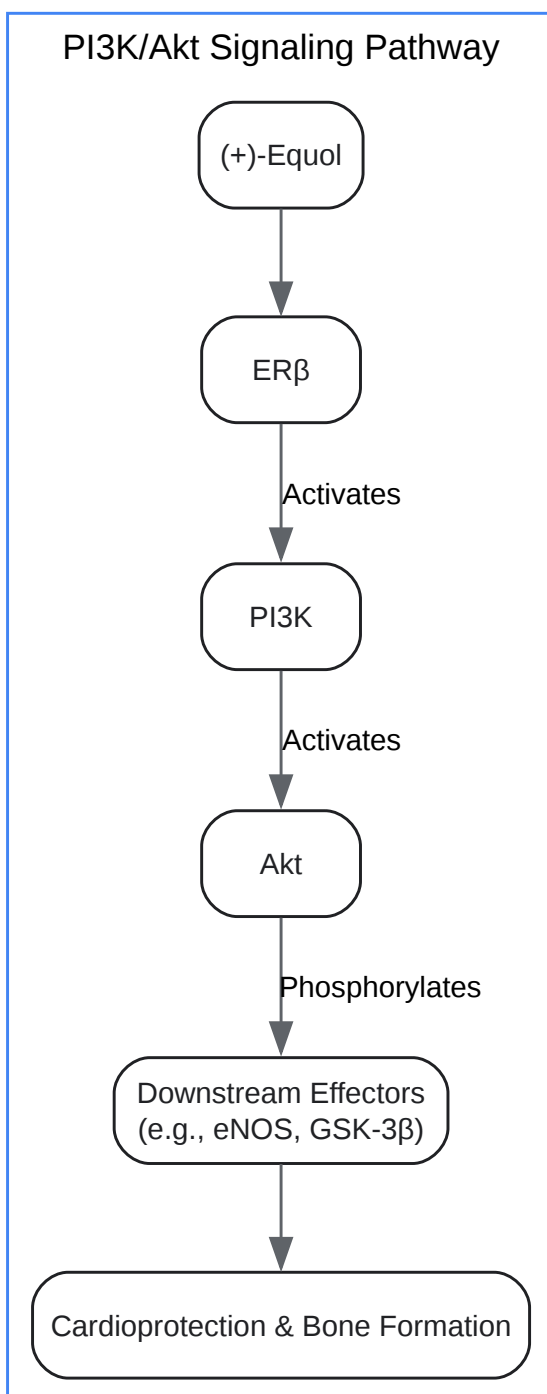 PI3K/Akt Signaling Pathway
(+)-Equol
ERβ
Activates
PI3K
Activates
Akt
Phosphorylates
Downstream Effectors
(e.g., eNOS, GSK-3β)
Cardioprotection & Bone Formation